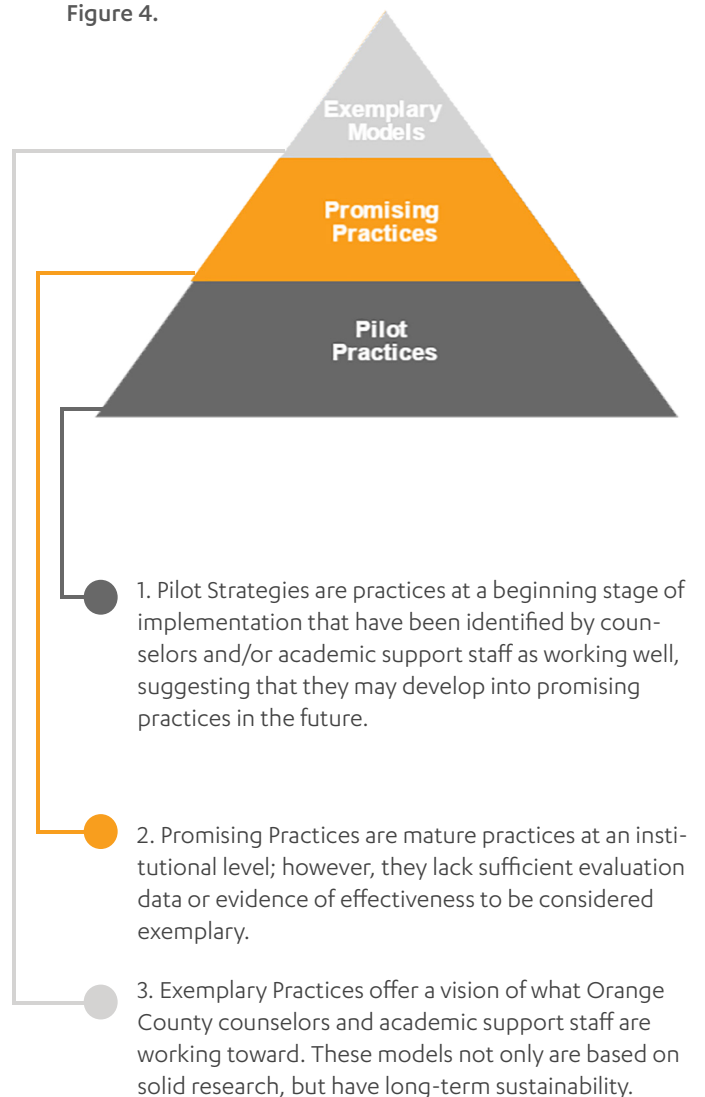 Figure 4.
Exemplary
Models
Promising
Practices
Pilot
Practices
1. Pilot Strategies are practices at a beginning stage of
implementation that have been identified by coun-
selors and/or academic support staff as working well,
suggesting that they may develop into promising
practices in the future.
2. Promising Practices are mature practices at an insti-
tutional level; however, they lack sufficient evaluation
data or evidence of effectiveness to be considered
exemplary.
3. Exemplary Practices offer a vision of what Orange
County counselors and academic support staff are
working toward. These models not only are based on
solid research, but have long-term sustainability.